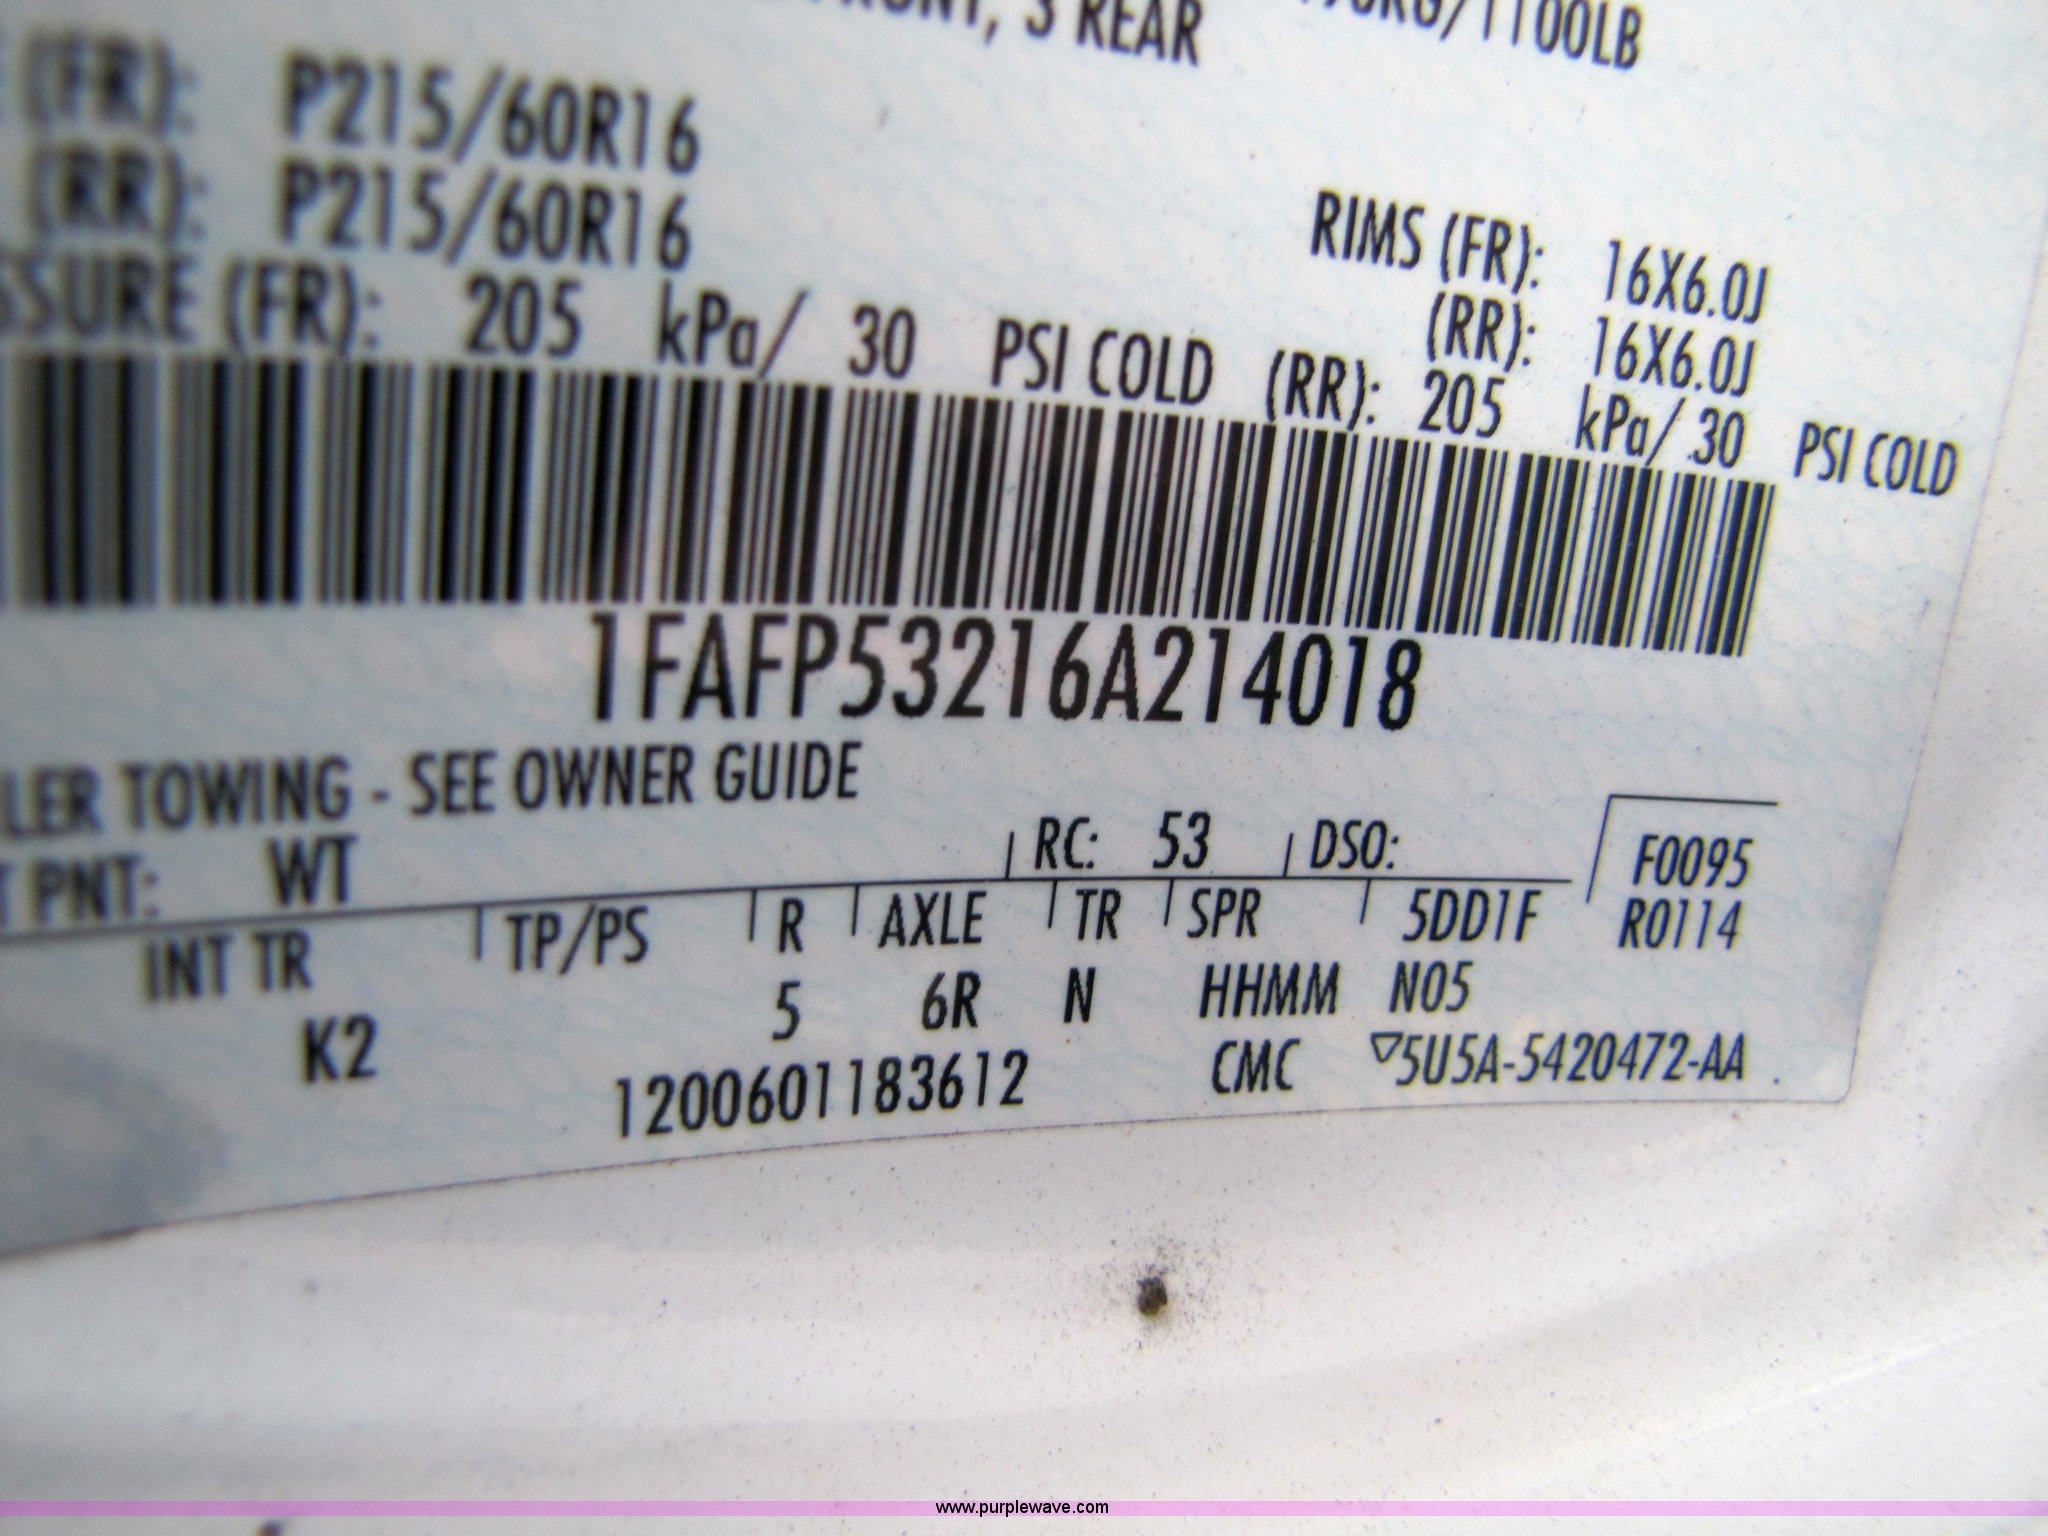 FRONT, 3 REAR
1100LB
(FR): P215/60R16
(RR): P215/60R16
RIMS (FR): 16X6.0J
(RR): 16X6.0J
SSURE (FR): 205 kPa/ 30 PSI COLD (RR): 205 kPa/ 30 PSI COLD
1FAFP53216A214018
LER TOWING - SEE OWNER GUIDE
T PNT: WT RC: 53 DSO: F0095
INT TR TP/PS R AXLE TR SPR 5DD1F R0114
K2 5 6R N HHMM N05
1200601183612 CMC ▽5U5A-5420472-AA
www.purplewave.com